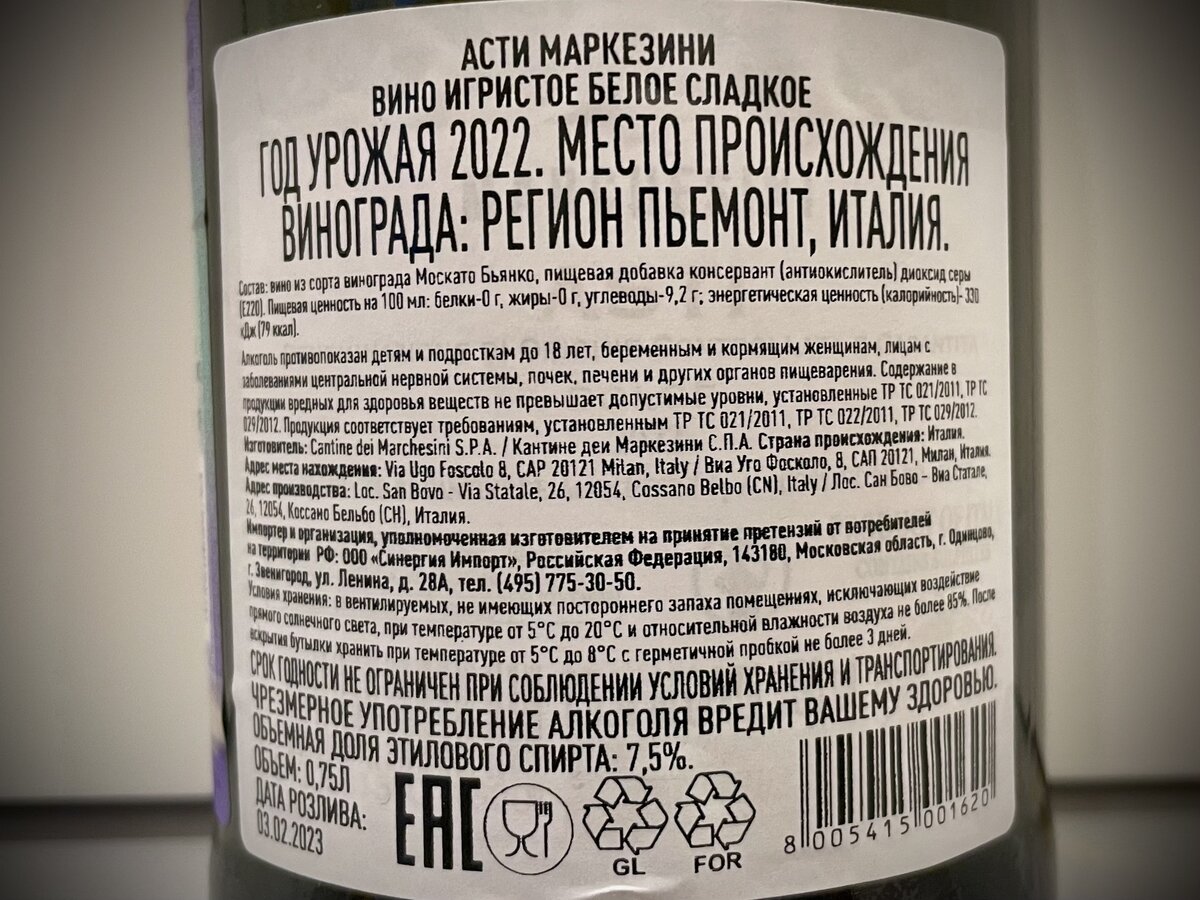 АСТИ МАРКЕЗИНИ
ВИНО ИГРИСТОЕ БЕЛОЕ СЛАДКОЕ
ГОД УРОЖАЯ 2022. МЕСТО ПРОИСХОЖДЕНИЯ
ВИНОГРАДА: РЕГИОН ПЬЕМОНТ, ИТАЛИЯ.
Состав: вино из сорта винограда Москато Бьянко, пищевая добавка консервант (антиокислитель) диоксид серы
(Е220). Пищевая ценность на 100 мл: белки-0 г, жиры-0 г, углеводы-9,2 г; энергетическая ценность (калорийность)- 330
кДж (79 ккал).
Алкоголь противопоказан детям и подросткам до 18 лет, беременным и кормящим женщинам, лицам с
заболеваниями центральной нервной системы, почек, печени и других органов пищеварения. Содержание в
продукции вредных для здоровья веществ не превышает допустимые уровни, установленные ТР ТС 021/2011, ТР ТС
029/2012. Продукция соответствует требованиям, установленным ТР ТС 021/2011, ТР ТС 022/2011, ТР ТС 029/2012.
Изготовитель: Cantine dei Marchesini S.P.A. / Кантине деи Маркезини С.П.А. Страна происхождения: Италия.
Адрес места нахождения: Via Ugo Foscolo 8, CAP 20121 Milan, Italy / Виа Уго Фосколо, 8, САП 20121, Милан, Италия.
Адрес производства: Loc. San Bovo - Via Statale, 26, 12054, Cossano Belbo (CN), Italy / Лос. Сан Бово – Виа Статале,
26, 12054, Коссано Бельбо (СН), Италия.
Импортер и организация, уполномоченная изготовителем на принятие претензий от потребителей
на территории РФ: ООО «Синергия Импорт», Российская Федерация, 143180, Московская область, г. Одинцово,
г. Звенигород, ул. Ленина, д. 28А, тел. (495) 775-30-50.
Условия хранения: в вентилируемых, не имеющих постороннего запаха помещениях, исключающих воздействие
прямого солнечного света, при температуре от 5°С до 20°С и относительной влажности воздуха не более 85%. После
вскрытия бутылки хранить при температуре от 5°С до 8°С с герметичной пробкой не более 3 дней.
СРОК ГОДНОСТИ НЕ ОГРАНИЧЕН ПРИ СОБЛЮДЕНИИ УСЛОВИЙ ХРАНЕНИЯ И ТРАНСПОРТИРОВАНИЯ.
ЧРЕЗМЕРНОЕ УПОТРЕБЛЕНИЕ АЛКОГОЛЯ ВРЕДИТ ВАШЕМУ ЗДОРОВЬЮ.
ОБЪЕМНАЯ ДОЛЯ ЭТИЛОВОГО СПИРТА: 7,5%.
ОБЪЕМ: 0,75Л
ДАТА РОЗЛИВА:
03.02.2023
ЕАС
GL
FOR
8 005415 001620